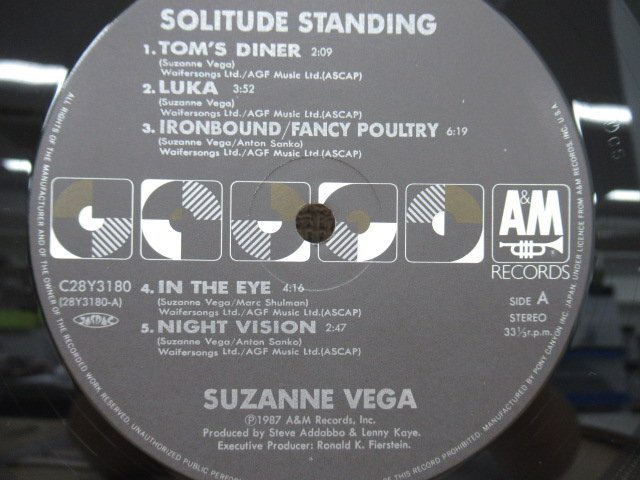 SOLITUDE STANDING
1. TOM'S DINER 2:09
(Suzanne Vega)
Waifersongs Ltd./AGF Music Ltd.(ASCAP)
2. LUKA 3:52
(Suzanne Vega)
Waifersongs Ltd./AGF Music Ltd.(ASCAP)
3. IRONBOUND/FANCY POULTRY 6:19
(Suzanne Vega/Anton Sanko)
Waifersongs Ltd./AGF Music Ltd.(ASCAP)
A&M
RECORDS
C28Y3180
(28Y3180-A)
JASRAC
SIDE A
STEREO
33⅓r.p.m.
4. IN THE EYE 4:16
(Suzanne Vega/Marc Shulman)
Waifersongs Ltd./AGF Music Ltd.(ASCAP)
5. NIGHT VISION 2:47
(Suzanne Vega/Anton Sanko)
Waifersongs Ltd./AGF Music Ltd.(ASCAP)
SUZANNE VEGA
Ⓟ1987 A&M Records, Inc.
Produced by Steve Addabbo & Lenny Kaye.
Executive Producer: Ronald K. Fierstein.
ALL RIGHTS OF THE MANUFACTURER AND OF THE OWNER OF THE RECORDED WORK RESERVED. UNAUTHORIZED PUBLIC PERFORM OF THIS RECORD PROHIBITED. MANUFACTURED BY PONY CANYON INC. JAPAN, UNDER LICENCE FROM A&M RECORDS, INC. U.S.A.